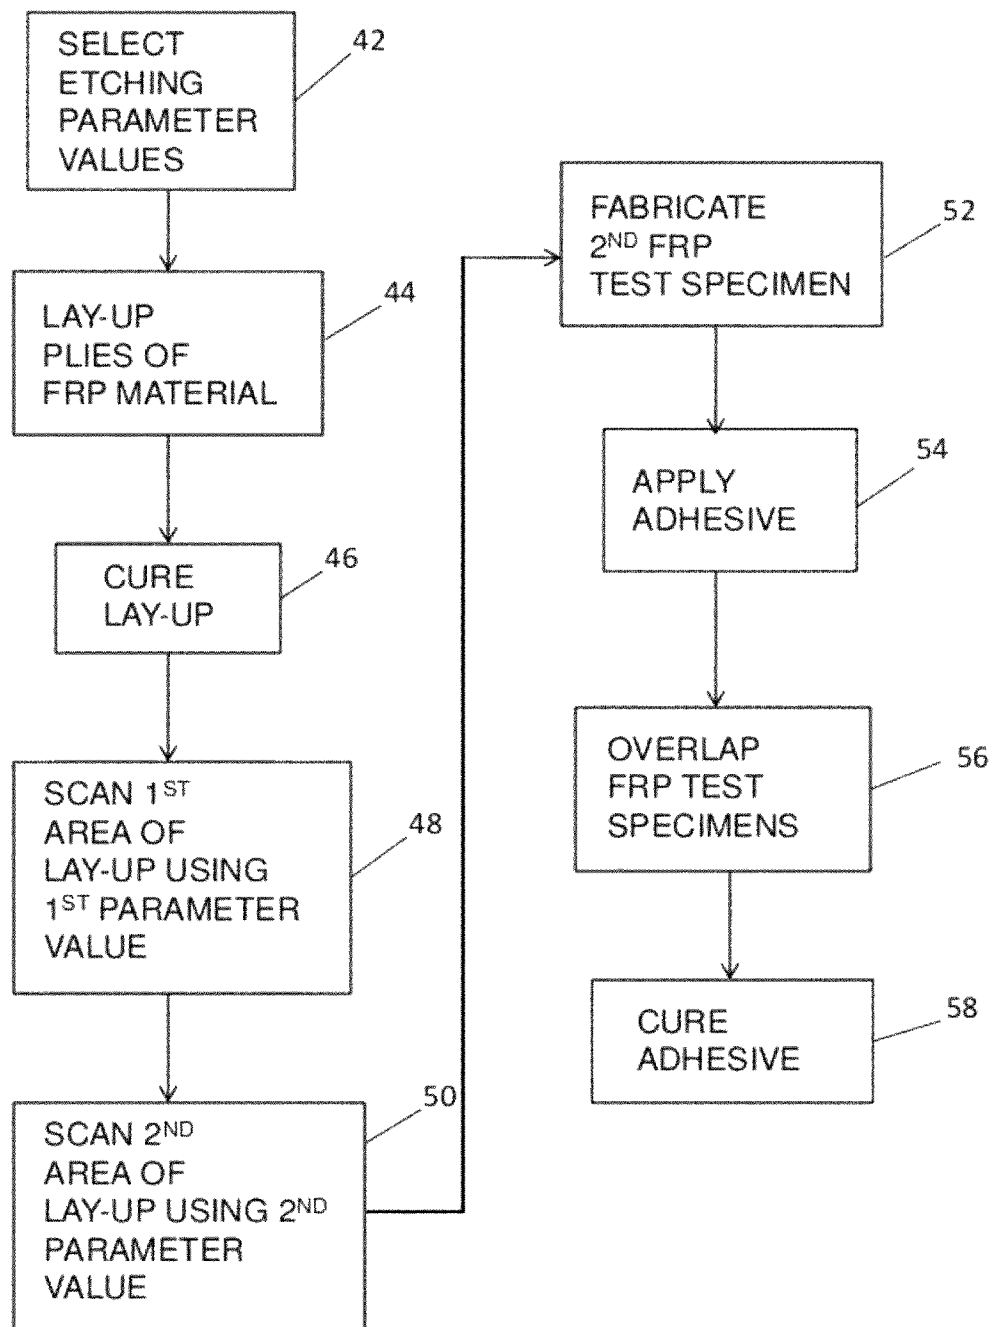 SELECT
ETCHING
PARAMETER
VALUES
42
LAY-UP
PLIES OF
FRP MATERIAL
44
CURE
LAY-UP
46
SCAN 1ST
AREA OF
LAY-UP USING
1ST PARAMETER
VALUE
48
SCAN 2ND
AREA OF
LAY-UP USING 2ND
PARAMETER
VALUE
50
FABRICATE
2ND FRP
TEST SPECIMEN
52
APPLY
ADHESIVE
54
OVERLAP
FRP TEST
SPECIMENS
56
CURE
ADHESIVE
58